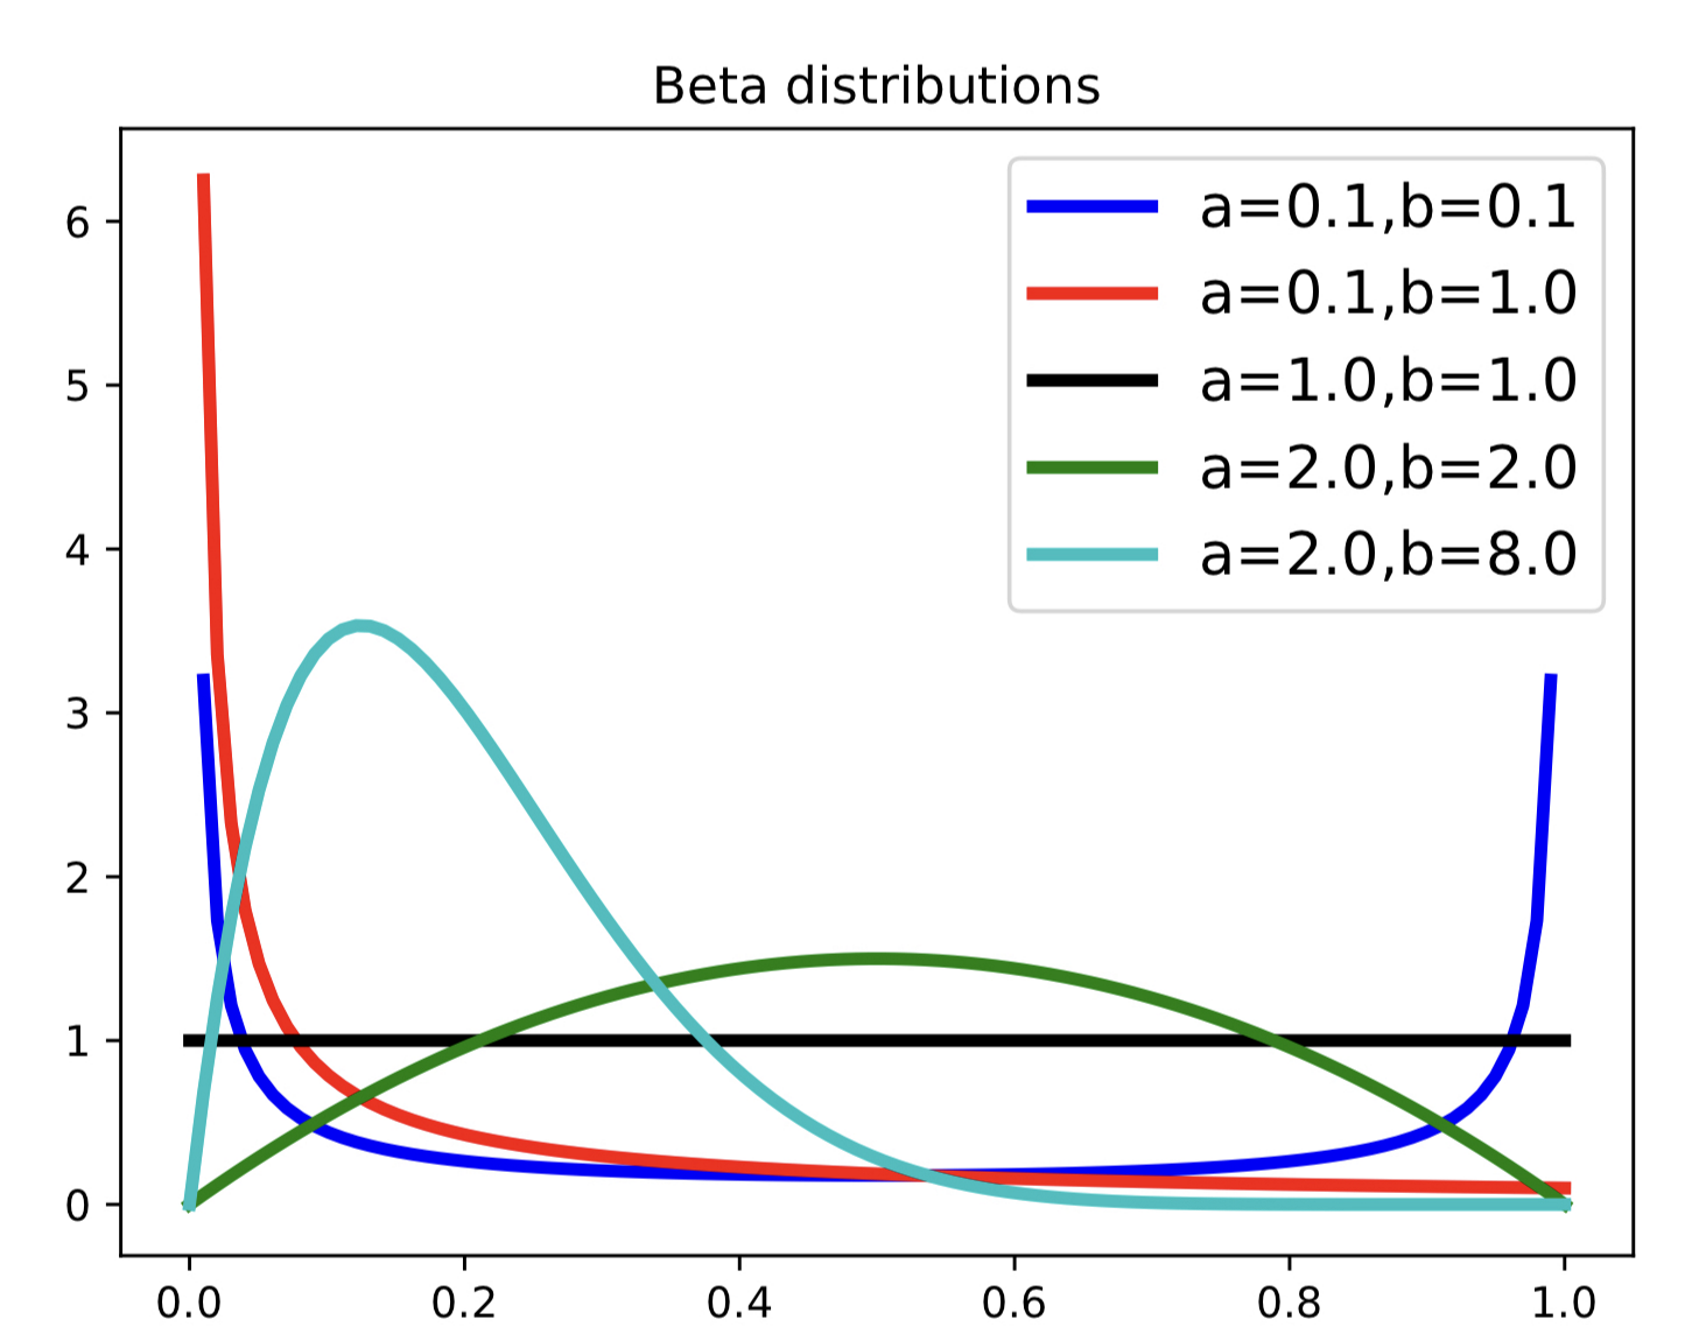 Beta distributions
a=0.1,b=0.1
a=0.1,b=1.0
a=1.0,b=1.0
a=2.0,b=2.0
a=2.0,b=8.0
6
5
4
3
2
1
0
0.0 0.2 0.4 0.6 0.8 1.0